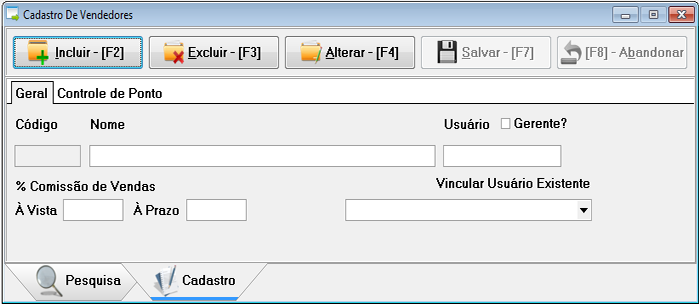 Cadastro De Vendedores
Incluir - [F2] Excluir - [F3] Alterar - [F4] Salvar - [F7] [F8] - Abandonar
Geral Controle de Ponto
Código Nome Usuário Gerente?
% Comissão de Vendas Vincular Usuário Existente
À Vista À Prazo
Pesquisa Cadastro